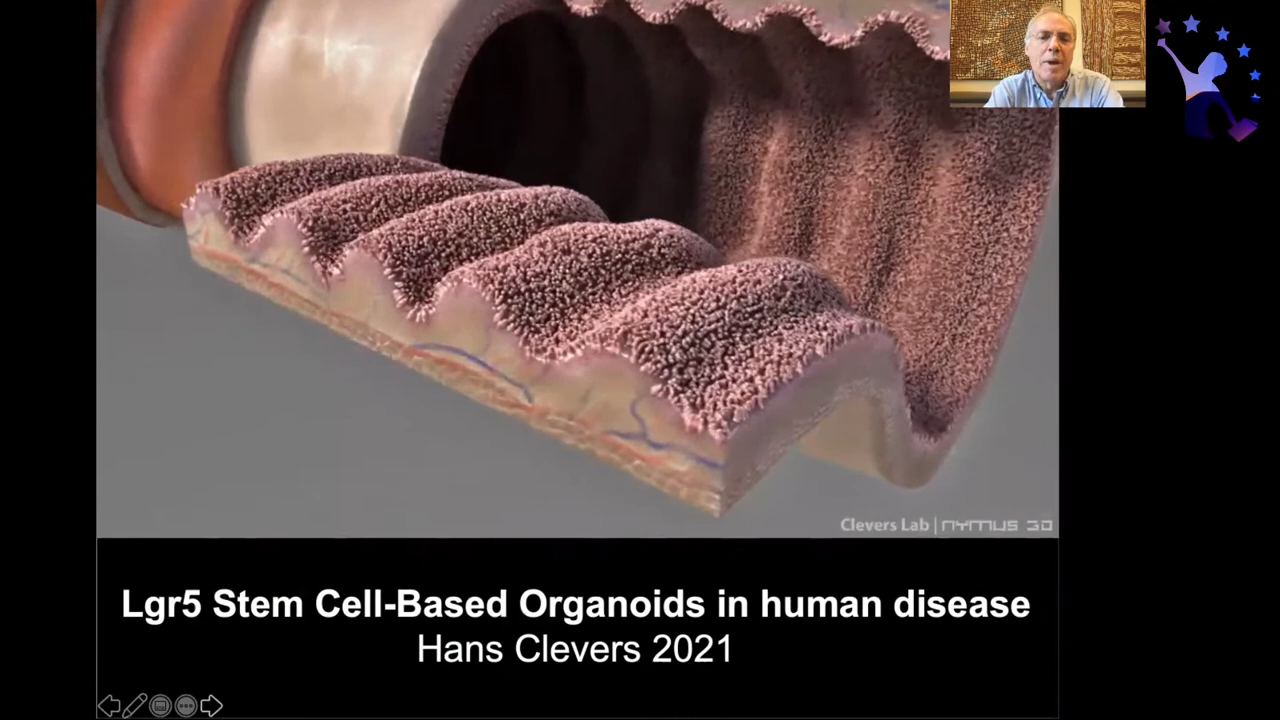 Clevers Lab | NYMUS 3D
Lgr5 Stem Cell-Based Organoids in human disease
Hans Clevers 2021